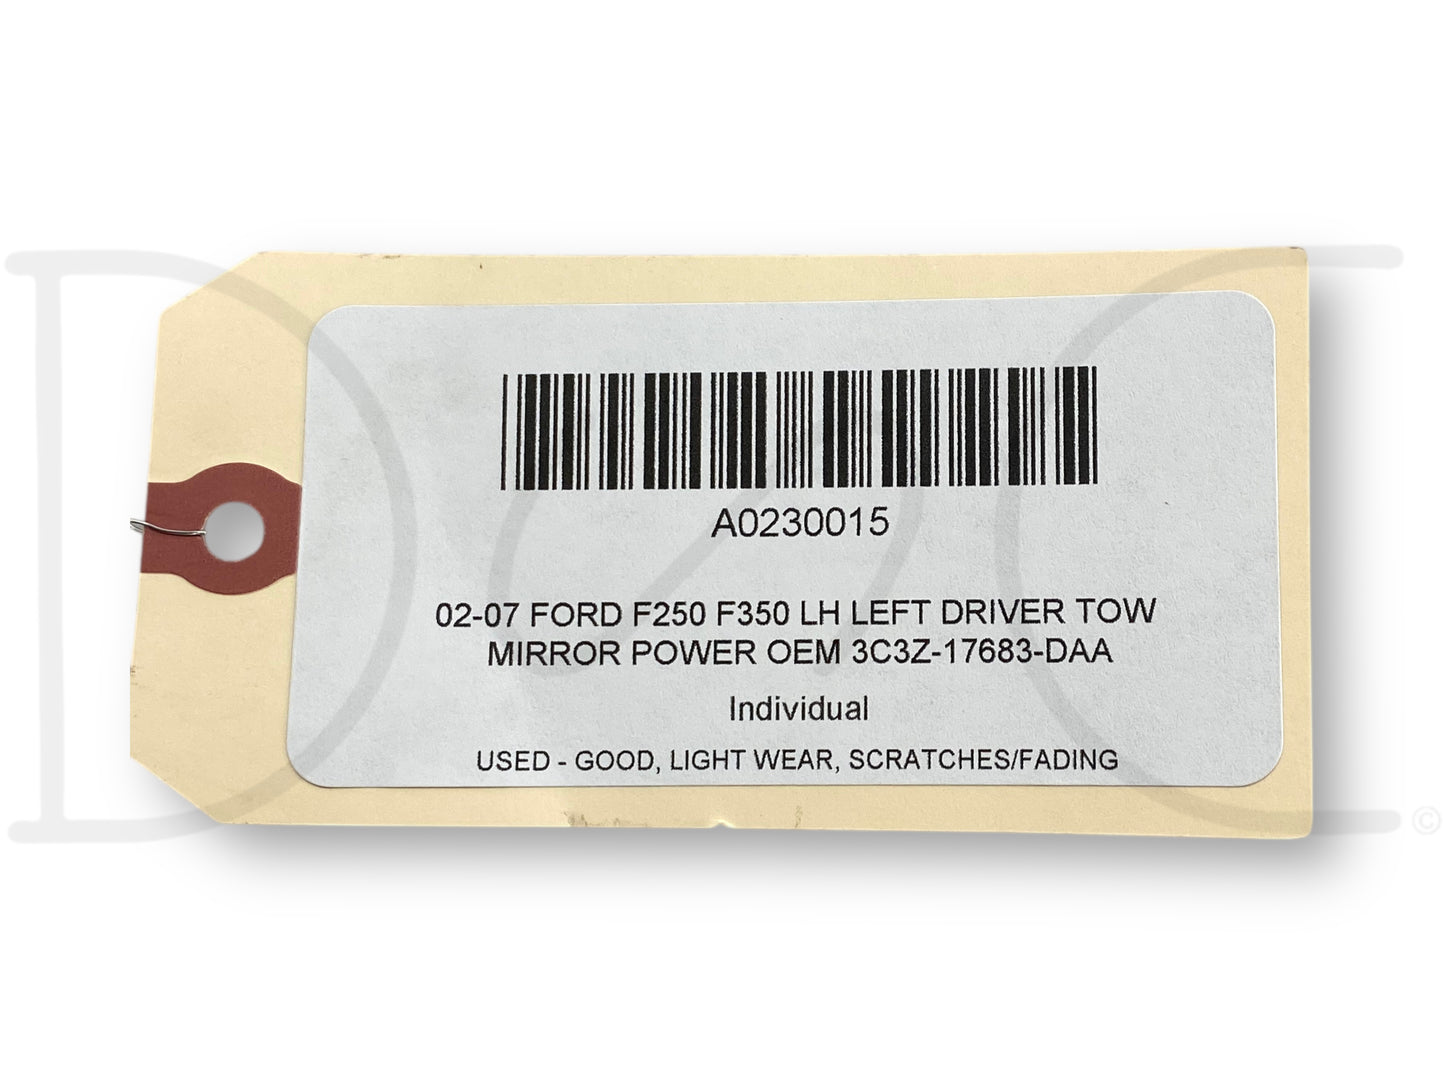 A0230015
02-07 FORD F250 F350 LH LEFT DRIVER TOW
MIRROR POWER OEM 3C3Z-17683-DAA
Individual
USED - GOOD, LIGHT WEAR, SCRATCHES/FADING
©